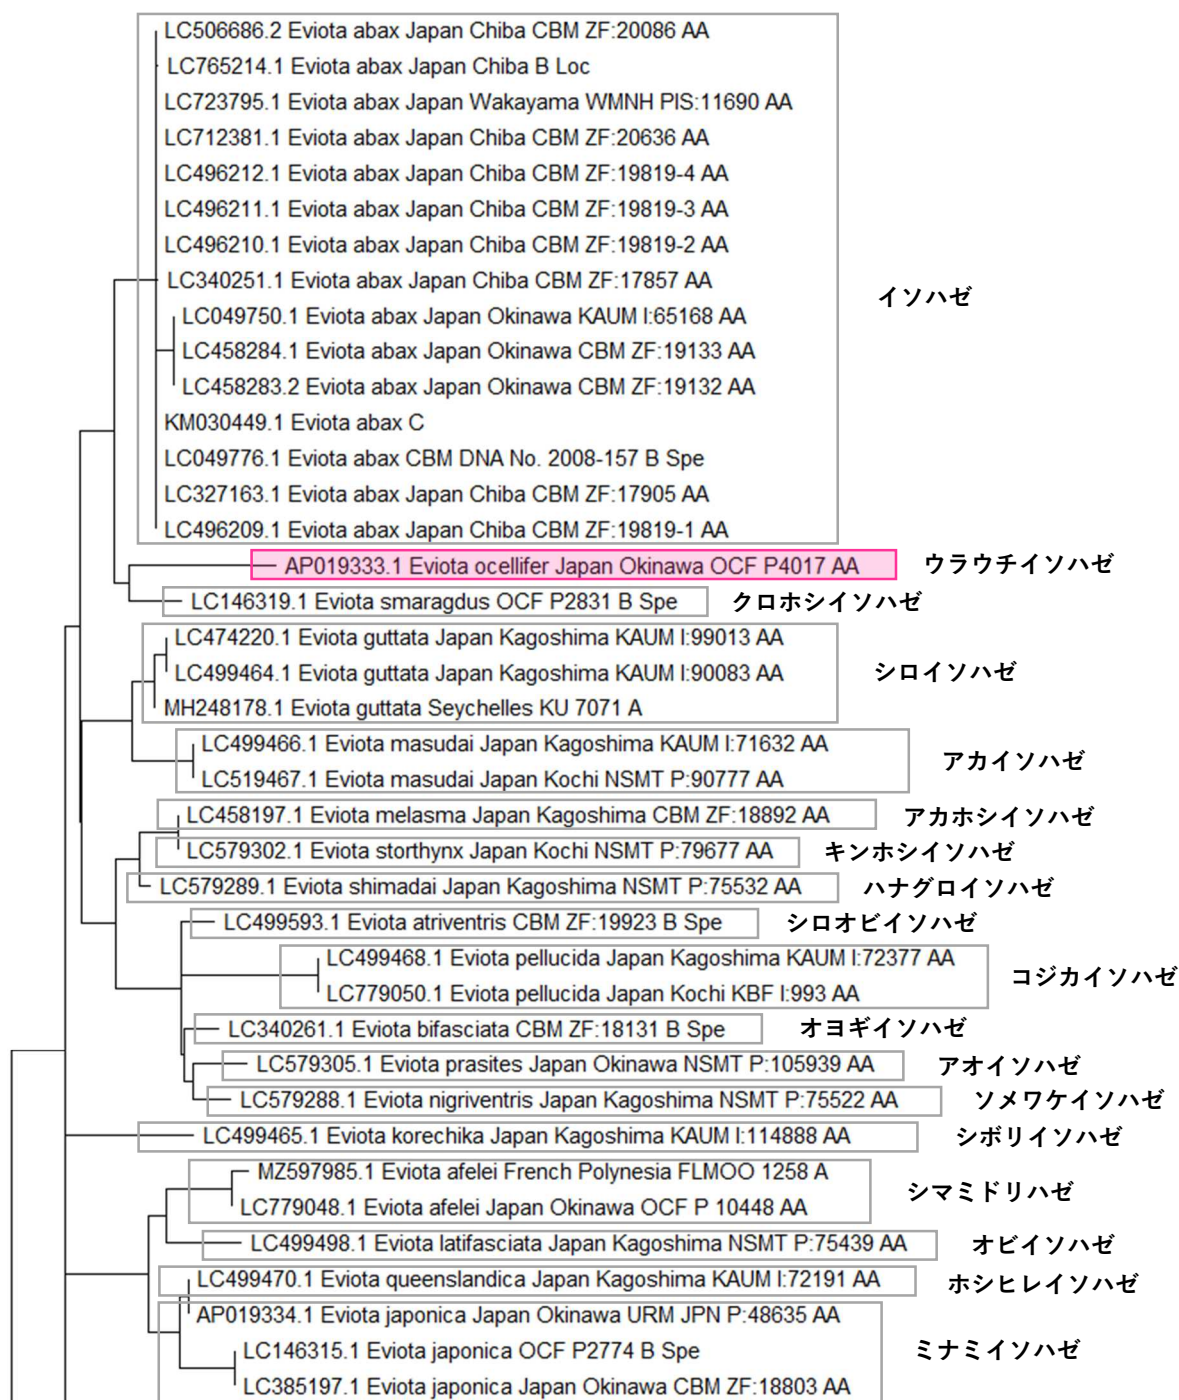 LC506686.2 Eviota abax Japan Chiba CBM ZF:20086 AA
LC765214.1 Eviota abax Japan Chiba B Loc
LC723795.1 Eviota abax Japan Wakayama WMNH PIS:11690 AA
LC712381.1 Eviota abax Japan Chiba CBM ZF:20636 AA
LC496212.1 Eviota abax Japan Chiba CBM ZF:19819-4 AA
LC496211.1 Eviota abax Japan Chiba CBM ZF:19819-3 AA
LC496210.1 Eviota abax Japan Chiba CBM ZF:19819-2 AA
LC340251.1 Eviota abax Japan Chiba CBM ZF:17857 AA
イソハゼ
LC049750.1 Eviota abax Japan Okinawa KAUM I:65168 AA
LC458284.1 Eviota abax Japan Okinawa CBM ZF:19133 AA
LC458283.2 Eviota abax Japan Okinawa CBM ZF:19132 AA
KM030449.1 Eviota abax C
LC049776.1 Eviota abax CBM DNA No. 2008-157 B Spe
LC327163.1 Eviota abax Japan Chiba CBM ZF:17905 AA
LC496209.1 Eviota abax Japan Chiba CBM ZF:19819-1 AA
AP019333.1 Eviota ocellifer Japan Okinawa OCF P4017 AA ウラウチイソハゼ
LC146319.1 Eviota smaragdus OCF P2831 B Spe クロホシイソハゼ
LC474220.1 Eviota guttata Japan Kagoshima KAUM I:99013 AA
LC499464.1 Eviota guttata Japan Kagoshima KAUM I:90083 AA シロイソハゼ
MH248178.1 Eviota guttata Seychelles KU 7071 A
LC499466.1 Eviota masudai Japan Kagoshima KAUM I:71632 AA
アカイソハゼ
LC519467.1 Eviota masudai Japan Kochi NSMT P:90777 AA
LC458197.1 Eviota melasma Japan Kagoshima CBM ZF:18892 AA アカホシイソハゼ
LC579302.1 Eviota storthynx Japan Kochi NSMT P:79677 AA キンホシイソハゼ
LC579289.1 Eviota shimadai Japan Kagoshima NSMT P:75532 AA ハナグロイソハゼ
LC499593.1 Eviota atriventris CBM ZF:19923 B Spe シロオビイソハゼ
LC499468.1 Eviota pellucida Japan Kagoshima KAUM I:72377 AA
コジカイソハゼ
LC779050.1 Eviota pellucida Japan Kochi KBF I:993 AA
LC340261.1 Eviota bifasciata CBM ZF:18131 B Spe オヨギイソハゼ
LC579305.1 Eviota prasites Japan Okinawa NSMT P:105939 AA アオイソハゼ
LC579288.1 Eviota nigriventris Japan Kagoshima NSMT P:75522 AA ソメワケイソハゼ
LC499465.1 Eviota korechika Japan Kagoshima KAUM I:114888 AA シボリイソハゼ
MZ597985.1 Eviota afelei French Polynesia FLMOO 1258 A
シマミドリハゼ
LC779048.1 Eviota afelei Japan Okinawa OCF P 10448 AA
LC499498.1 Eviota latifasciata Japan Kagoshima NSMT P:75439 AA オビイソハゼ
LC499470.1 Eviota queenslandica Japan Kagoshima KAUM I:72191 AA ホシヒレイソハゼ
AP019334.1 Eviota japonica Japan Okinawa URM JPN P:48635 AA
LC146315.1 Eviota japonica OCF P2774 B Spe ミナミイソハゼ
LC385197.1 Eviota japonica Japan Okinawa CBM ZF:18803 AA